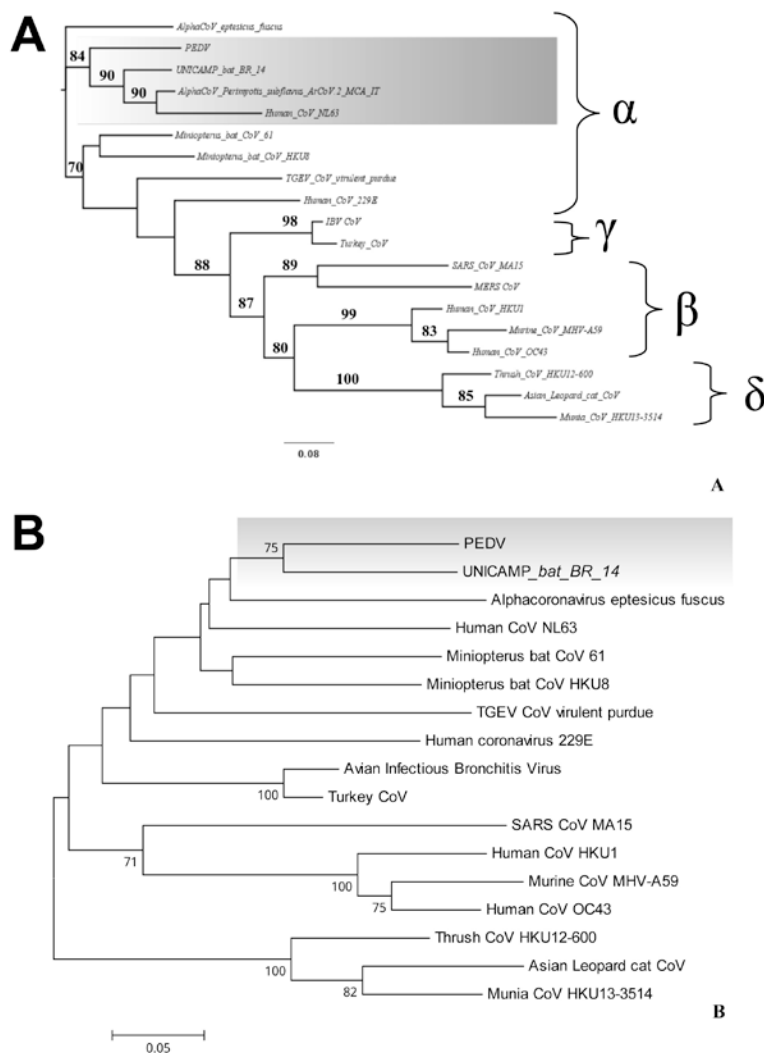 A
AlphaCoV_eptesicus_fuscus
84
PEDV
90
UNICAMP_bat_BR_14
90
AlphaCoV_Perimyotis_subflavus_ArCoV.2_MCA_IT
Human_CoV_NL63
α
Miniopterus_bat_CoV_61
70
Miniopterus_bat_CoV_HKU8
TGEV_CoV_virulent_purdue
Human_CoV_229E
98
IBV CoV
γ
Turkey_CoV
88
89
SARS_CoV_MA15
MERS CoV
87
99
Human_CoV_HKU1
β
83
Murine_CoV_MHV-A59
80
Human_CoV_OC43
100
Thrush_CoV_HKU12-600
85
Asian_Leopard_cat_CoV
δ
Munia_CoV_HKU13-3514
0.08
A
B
75
PEDV
UNICAMP_bat_BR_14
Alphacoronavirus eptesicus fuscus
Human CoV NL63
Miniopterus bat CoV 61
Miniopterus bat CoV HKU8
TGEV CoV virulent purdue
Human coronavirus 229E
Avian Infectious Bronchitis Virus
100
Turkey CoV
SARS CoV MA15
71
Human CoV HKU1
100
Murine CoV MHV-A59
75
Human CoV OC43
Thrush CoV HKU12-600
100
Asian Leopard cat CoV
82
Munia CoV HKU13-3514
B
0.05